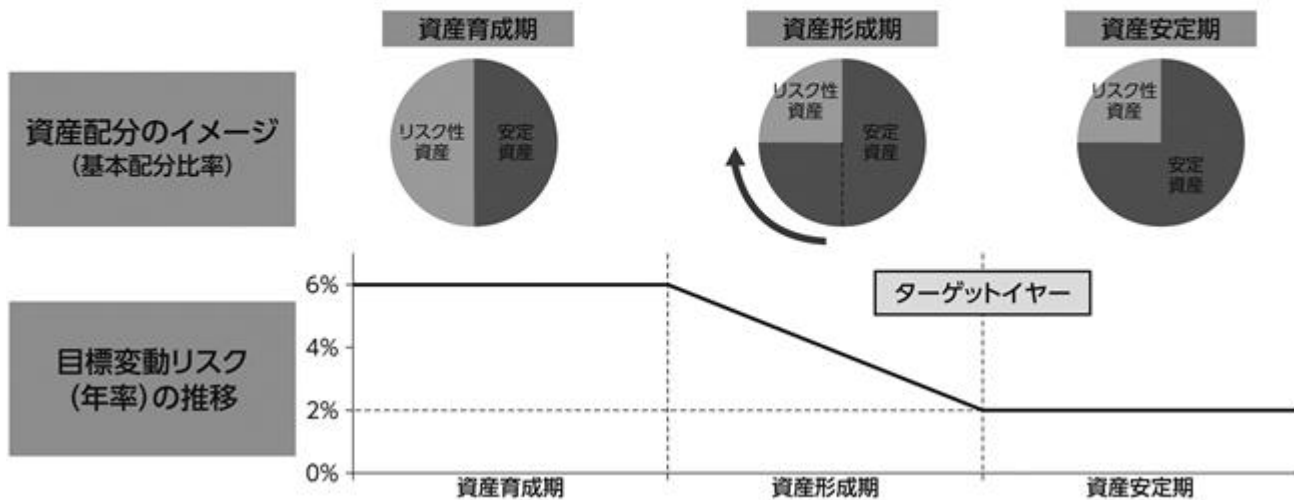 資産育成期
資産形成期
資産安定期
資産配分のイメージ
(基本配分比率)
リスク性
資産
安定
資産
リスク性
資産
安定
資産
リスク性
資産
安定
資産
目標変動リスク
(年率)の推移
6%
4%
2%
0%
ターゲットイヤー
資産育成期
資産形成期
資産安定期